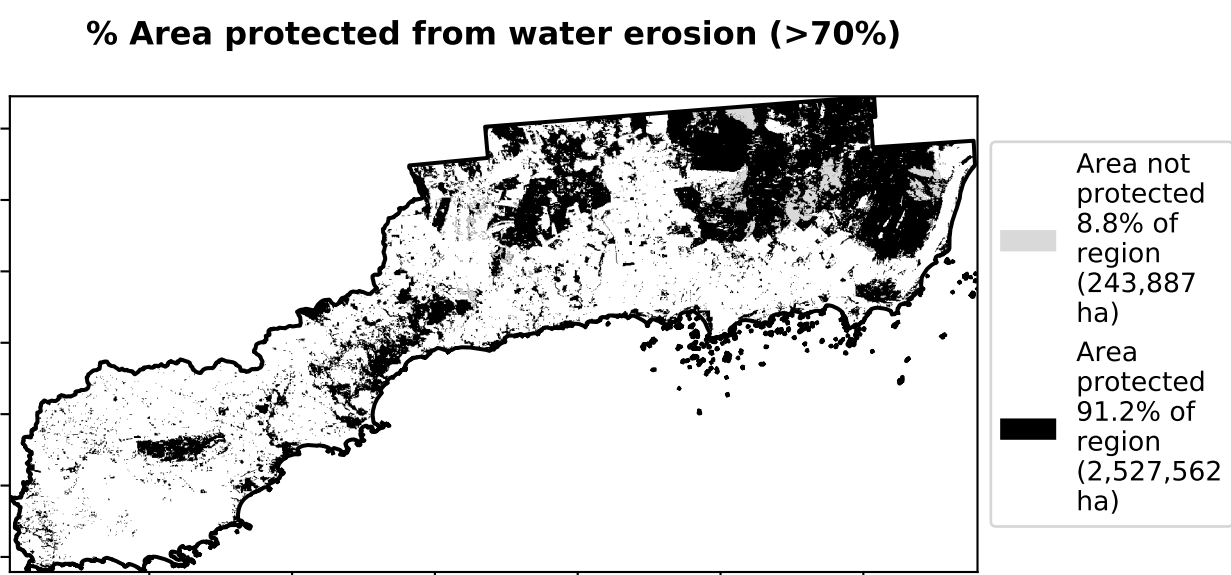 % Area protected from water erosion (>70%)
Area not
protected
8.8% of
region
(243,887
ha)
Area
protected
91.2% of
region
(2,527,562
ha)